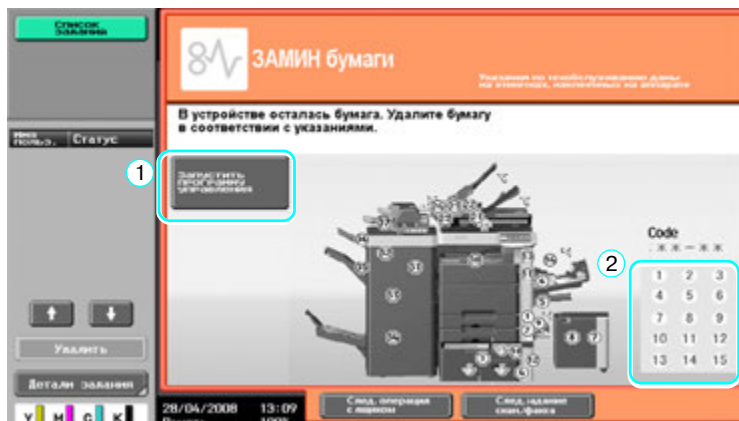 Список
задания
Имя
польз.
Статус
Удалить
Детали задания
Y M C K
ЗАМИН бумаги
Указания по техобслуживанию даны
на этикетках, наклеенных на аппарате
В устройстве осталась бумага. Удалите бумагу
в соответствии с указаниями.
1
Запустить
программу
управления
Code
. * * - * *
2
1 2 3
4 5 6
7 8 9
10 11 12
13 14 15
28/04/2008 13:09
След. операция
с ящиком
След.задание
скан./факса